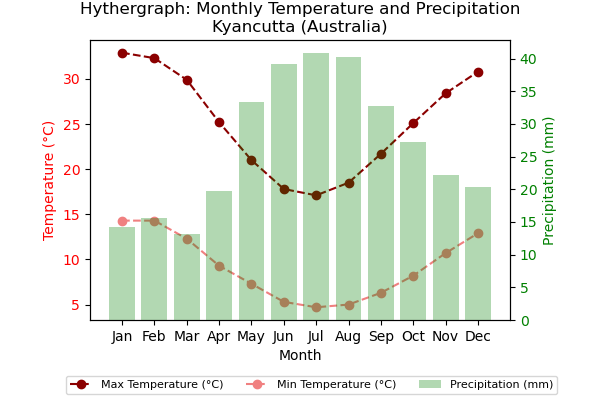 Hythergraph: Monthly Temperature and Precipitation
Kyancutta (Australia)
Temperature (°C)
30
25
20
15
10
5
Precipitation (mm)
40
35
30
25
20
15
10
5
0
Jan Feb Mar Apr May Jun Jul Aug Sep Oct Nov Dec
Month
Max Temperature (°C) Min Temperature (°C) Precipitation (mm)